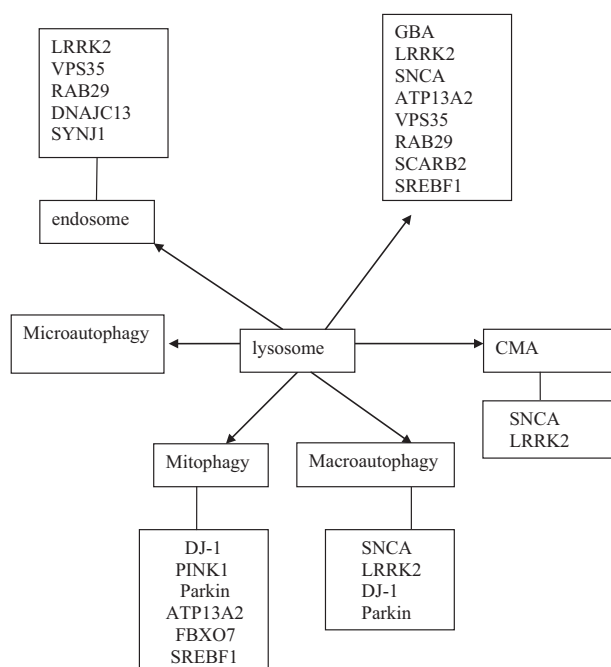 LRRK2
VPS35
RAB29
DNAJC13
SYNJ1
GBA
LRRK2
SNCA
ATP13A2
VPS35
RAB29
SCARB2
SREBF1
endosome
Microautophagy
lysosome
CMA
SNCA
LRRK2
Mitophagy
Macroautophagy
DJ-1
PINK1
Parkin
ATP13A2
FBXO7
SREBF1
SNCA
LRRK2
DJ-1
Parkin